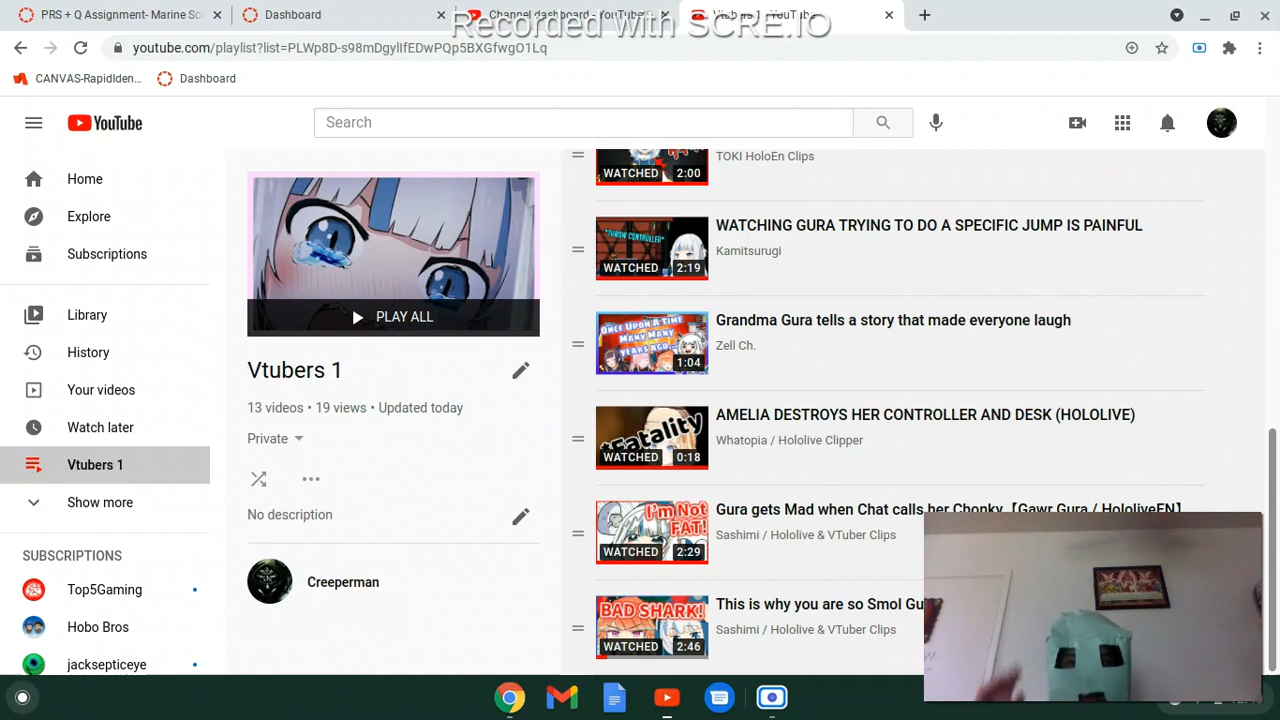 PRS + Q Assignment- Marine Sci
Dashboard
Channel dashboard - YouTube
Recorded with SCRE.IO
youtube.com/playlist?list=PLWp8D-s98mDgylIfEDwPQp5BXGfwgO1Lq
CANVAS-RapidIden...
Dashboard
YouTube
Search
Home
Explore
Subscriptions
Library
History
Your videos
Watch later
Vtubers 1
Show more
SUBSCRIPTIONS
Top5Gaming
Hobo Bros
jacksepticeye
PLAY ALL
Vtubers 1
13 videos • 19 views • Updated today
Private
No description
Creeperman
WATCHED 2:00
TOKI HoloEn Clips
*THROW CONTROLLER*
WATCHED 2:19
WATCHING GURA TRYING TO DO A SPECIFIC JUMP IS PAINFUL
Kamitsurugi
ONCE UPON A TIME
MANY MANY
YEARS AGO...
1:04
Grandma Gura tells a story that made everyone laugh
Zell Ch.
*Fatality
WATCHED 0:18
AMELIA DESTROYS HER CONTROLLER AND DESK (HOLOLIVE)
Whatopia / Hololive Clipper
I'm Not
FAT!
WATCHED 2:29
Gura gets Mad when Chat calls her Chonky【Gawr Gura / HololiveEN】
Sashimi / Hololive & VTuber Clips
BAD SHARK!
WATCHED 2:46
This is why you are so Smol Gu
Sashimi / Hololive & VTuber Clips